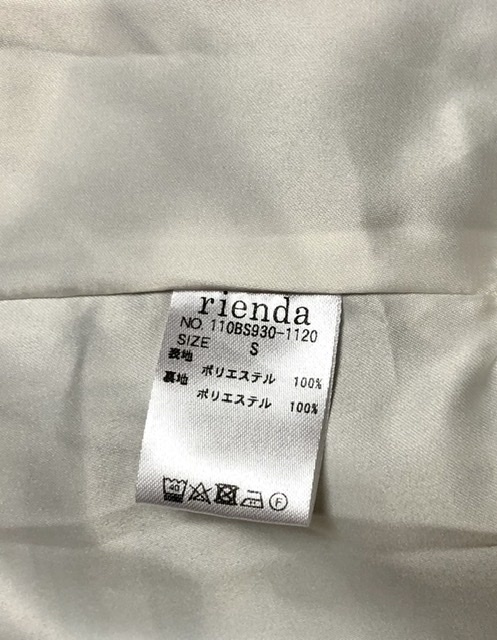 rienda
NO. 110BS930-1120
SIZE S
表地 ポリエステル 100%
裏地 ポリエステル 100%
40 F